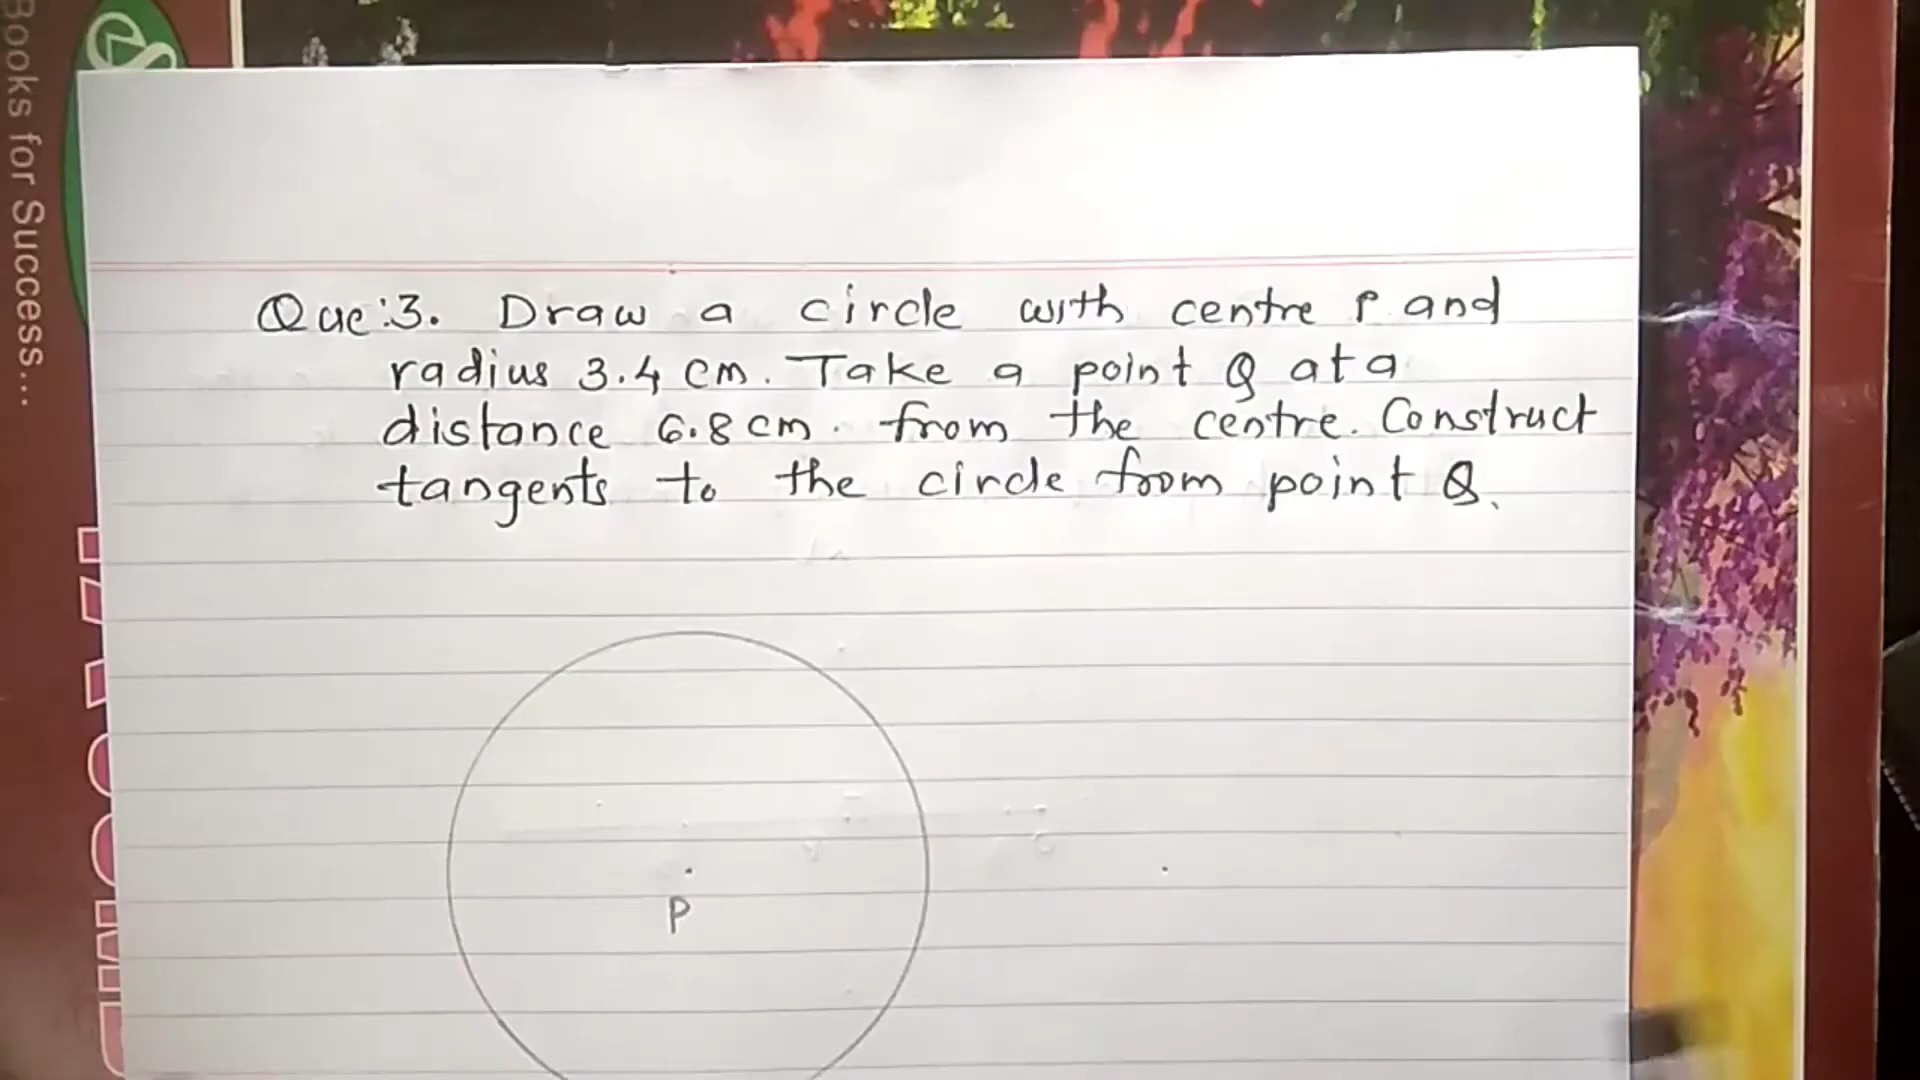 Books for Success...
Que:3. Draw a circle with centre P and
radius 3.4 cm. Take a point Q at a
distance 6.8 cm. from the centre. Construct
tangents to the circle from point Q.
P